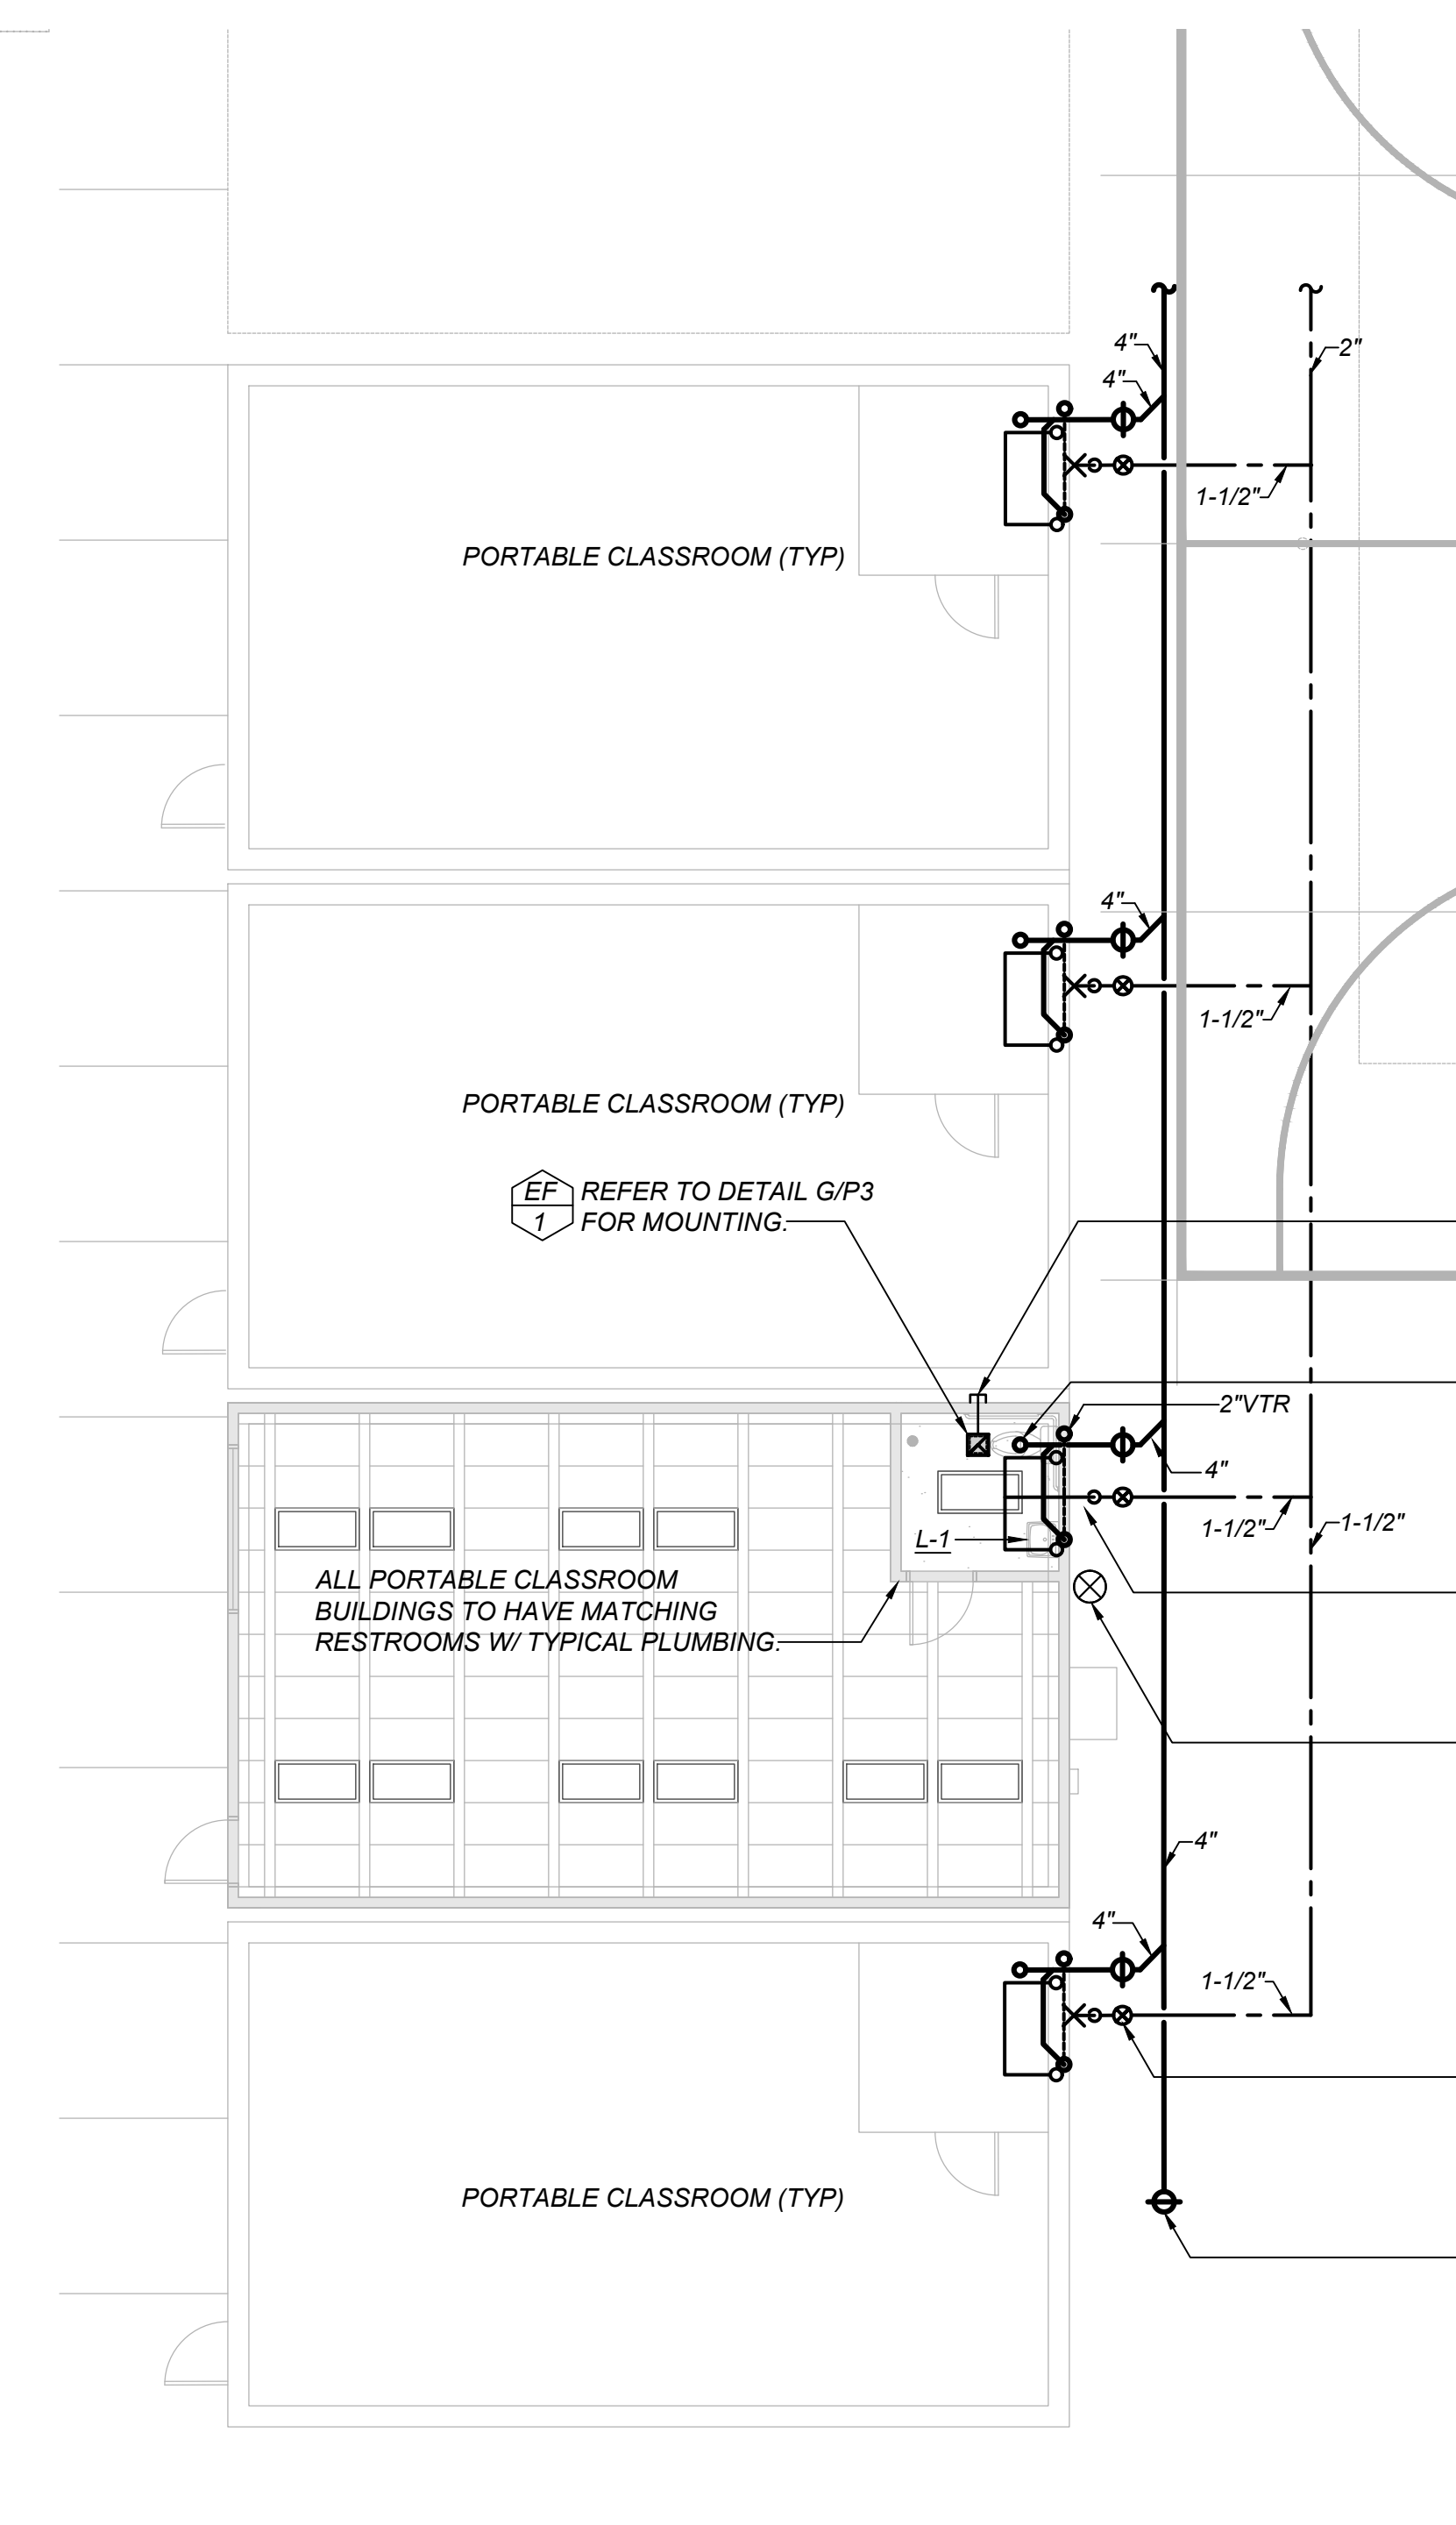 4"
2"
4"
1-1/2"
PORTABLE CLASSROOM (TYP)
4"
1-1/2"
PORTABLE CLASSROOM (TYP)
EF
1
REFER TO DETAIL G/P3
FOR MOUNTING.
2"VTR
4"
1-1/2"
1-1/2"
L-1
ALL PORTABLE CLASSROOM
BUILDINGS TO HAVE MATCHING
RESTROOMS W/ TYPICAL PLUMBING.
4"
4"
1-1/2"
PORTABLE CLASSROOM (TYP)